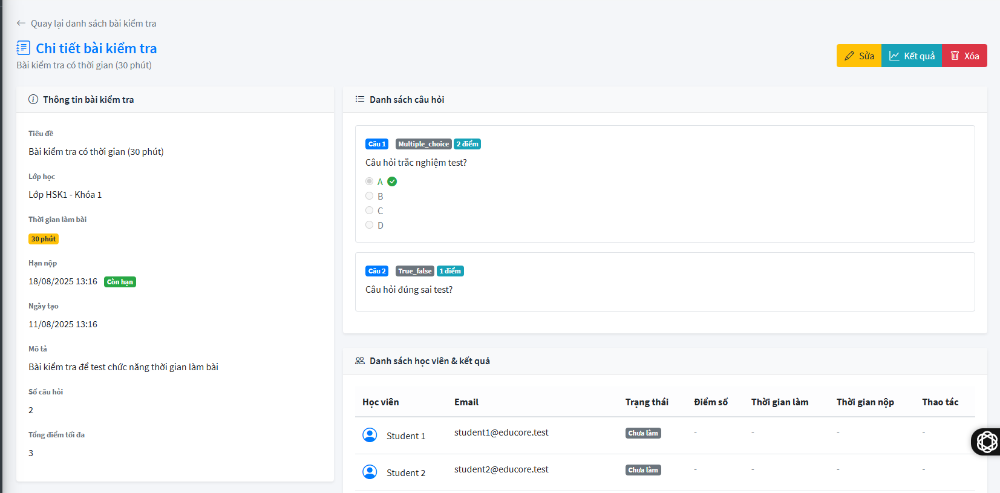 Quay lại danh sách bài kiểm tra
Chi tiết bài kiểm tra
Bài kiểm tra có thời gian (30 phút)
Sửa
Kết quả
Xóa
Thông tin bài kiểm tra
Tiêu đề
Bài kiểm tra có thời gian (30 phút)
Lớp học
Lớp HSK1 - Khóa 1
Thời gian làm bài
30 phút
Hạn nộp
18/08/2025 13:16 Còn hạn
Ngày tạo
11/08/2025 13:16
Mô tả
Bài kiểm tra để test chức năng thời gian làm bài
Số câu hỏi
2
Tổng điểm tối đa
3
Danh sách câu hỏi
Câu 1 Multiple_choice 2 điểm
Câu hỏi trắc nghiệm test?
A
B
C
D
Câu 2 True_false 1 điểm
Câu hỏi đúng sai test?
Danh sách học viên & kết quả
Học viên Email Trạng thái Điểm số Thời gian làm Thời gian nộp Thao tác
Student 1 student1@educore.test Chưa làm - - - -
Student 2 student2@educore.test Chưa làm - - - -